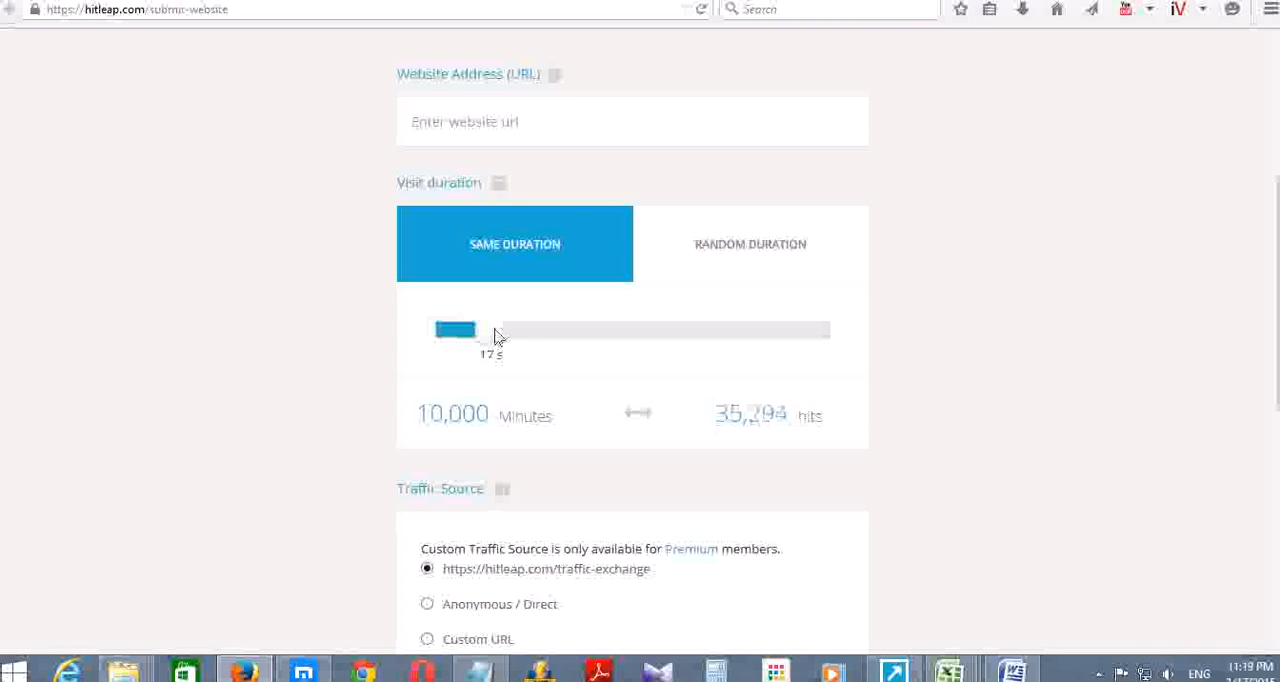 https://hitleap.com/submit-website
Search
Website Address (URL)
Enter website url
Visit duration
SAME DURATION
RANDOM DURATION
17 s
10,000 Minutes
35,294 hits
Traffic Source
Custom Traffic Source is only available for Premium members.
https://hitleap.com/traffic-exchange
Anonymous / Direct
Custom URL
ENG
11:19 PM